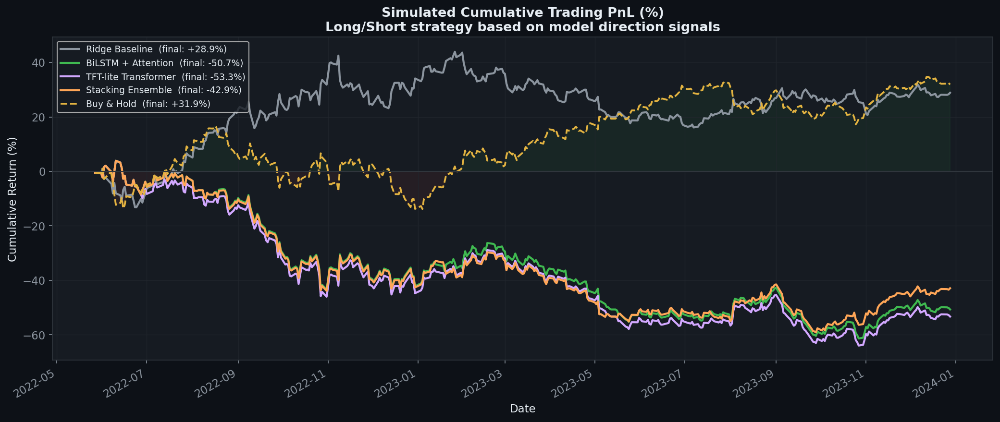 Simulated Cumulative Trading PnL (%)
Long/Short strategy based on model direction signals
Ridge Baseline  (final: +28.9%)
BiLSTM + Attention  (final: -50.7%)
TFT-lite Transformer  (final: -53.3%)
Stacking Ensemble  (final: -42.9%)
Buy & Hold  (final: +31.9%)
Cumulative Return (%)
40
20
0
−20
−40
−60
2022-05
2022-07
2022-09
2022-11
2023-01
2023-03
2023-05
2023-07
2023-09
2023-11
2024-01
Date